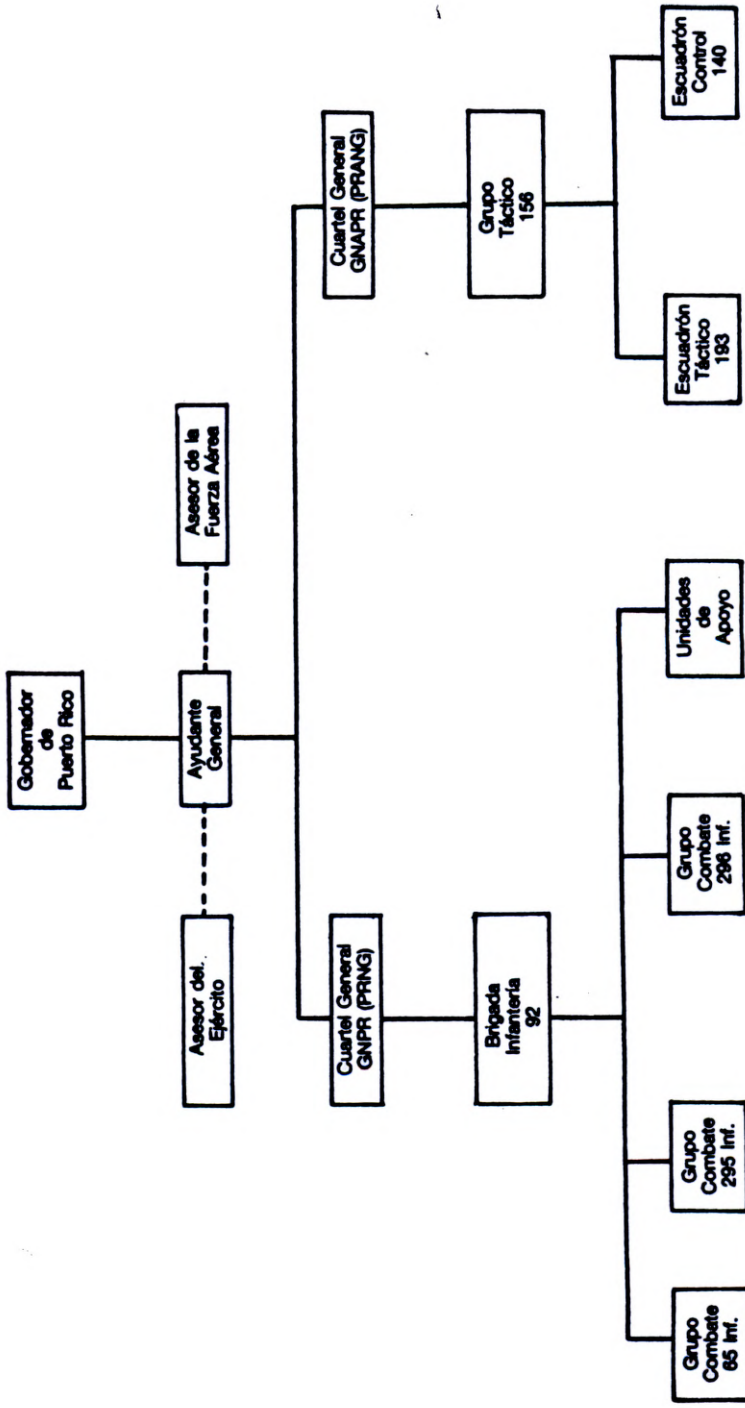 Gobernador
de
Puerto Rico
Asesor del
Ejército
Ayudante
General
Asesor de la
Fuerza Aérea
Cuartel General
GNPR (PRNG)
Cuartel General
GNAPR (PRANG)
Brigada
Infantería
92
Grupo
Táctico
156
Grupo
Combate
65 Inf.
Grupo
Combate
295 Inf.
Grupo
Combate
296 Inf.
Unidades
de
Apoyo
Escuadrón
Táctico
193
Escuadrón
Control
140